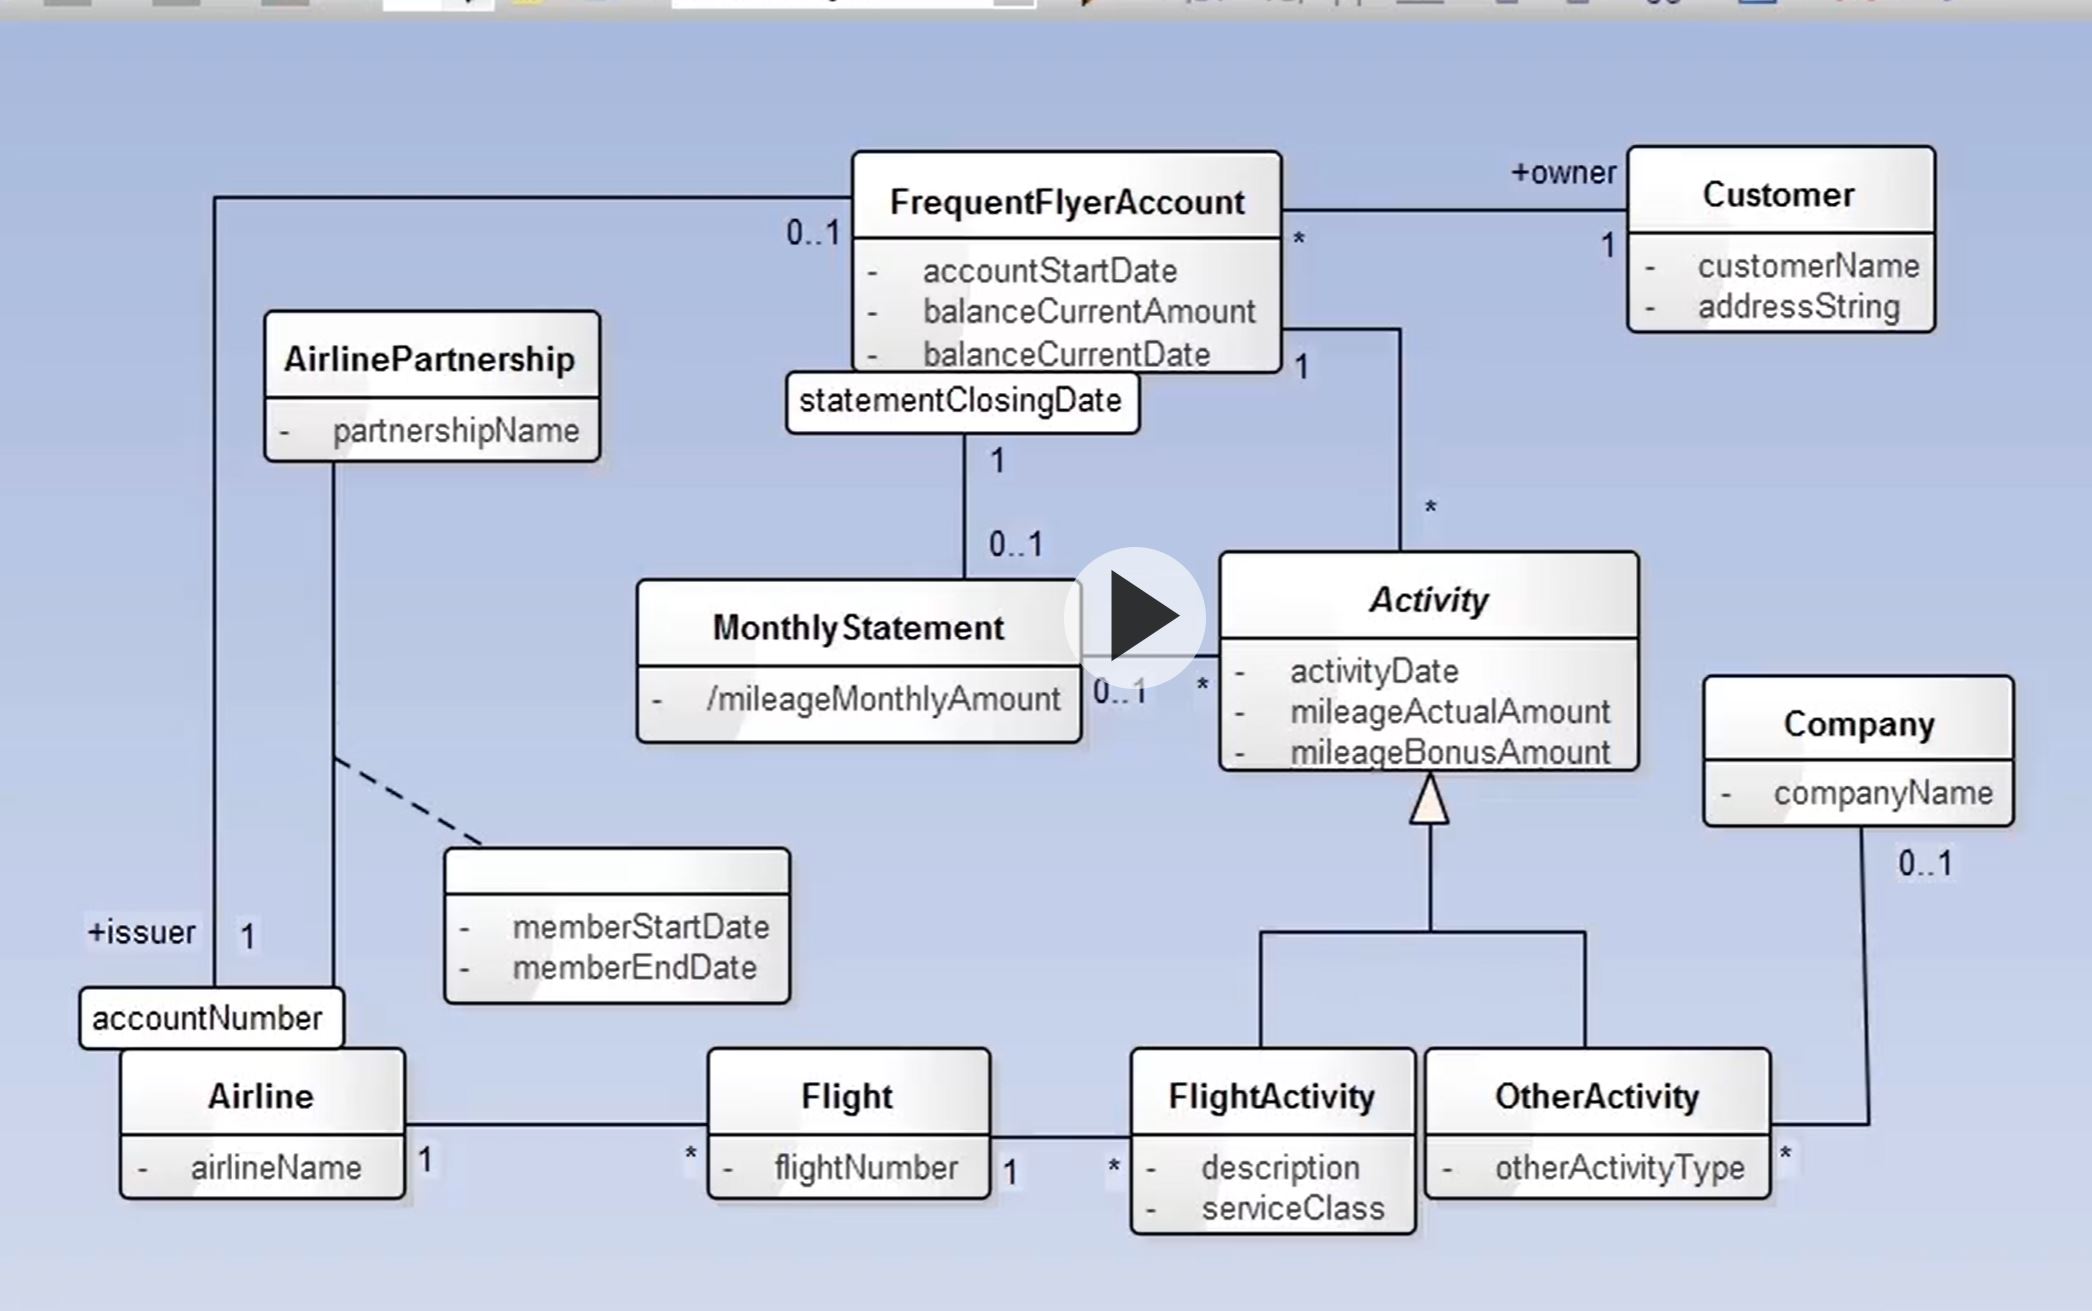 FrequentFlyerAccount
- accountStartDate
- balanceCurrentAmount
- balanceCurrentDate
statementClosingDate
0..1
*
1
1
+owner
1
Customer
- customerName
- addressString
AirlinePartnership
- partnershipName
0..1
*
MonthlyStatement
- /mileageMonthlyAmount
0..1
*
Activity
- activityDate
- mileageActualAmount
- mileageBonusAmount
Company
- companyName
0..1
- memberStartDate
- memberEndDate
+issuer
1
accountNumber
Airline
- airlineName
1
*
Flight
- flightNumber
1
*
FlightActivity
- description
- serviceClass
OtherActivity
- otherActivityType
*